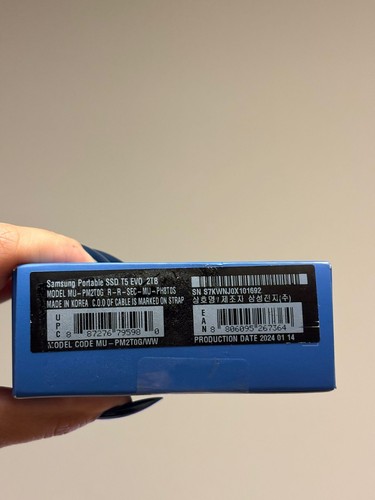 Samsung Portable SSD T5 EVO 2TB
MODEL MU-PM2T0G R-R-SEC-MU-PH8T0S
MADE IN KOREA C.O.O OF CABLE IS MARKED ON STRAP
UPC
8 87276 79598 0
MODEL CODE MU-PM2T0G/WW
SN S7KWNJ0X101692
상호명 / 제조자 삼성전자(주)
EAN
8 806095 267364
PRODUCTION DATE 2024 01 14